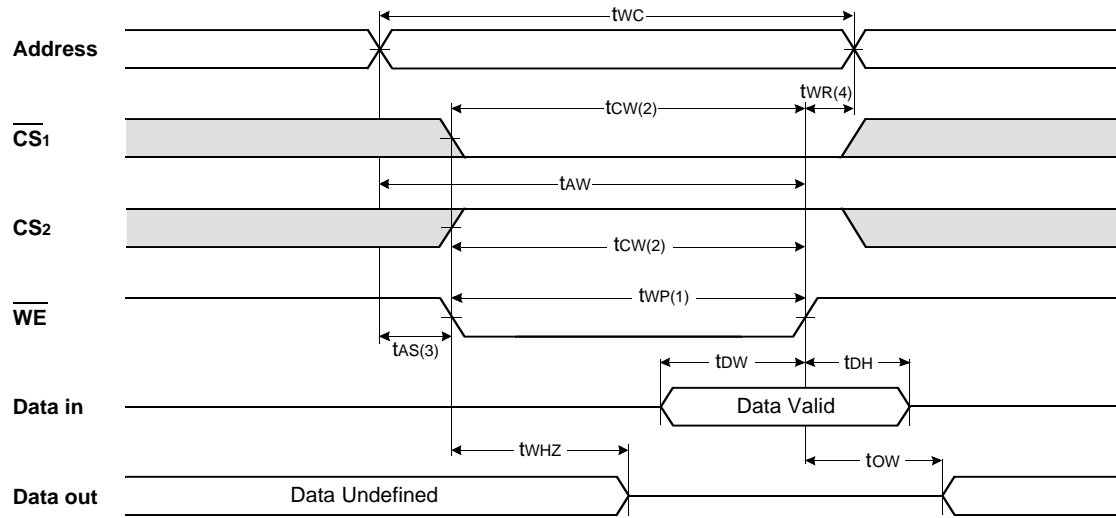 tWC
Address
tCW(2)
tWR(4)
CS1
tAW
CS2
tCW(2)
tWP(1)
WE
tAS(3)
tDW
tDH
Data in
Data Valid
tWHZ
tOW
Data out
Data Undefined